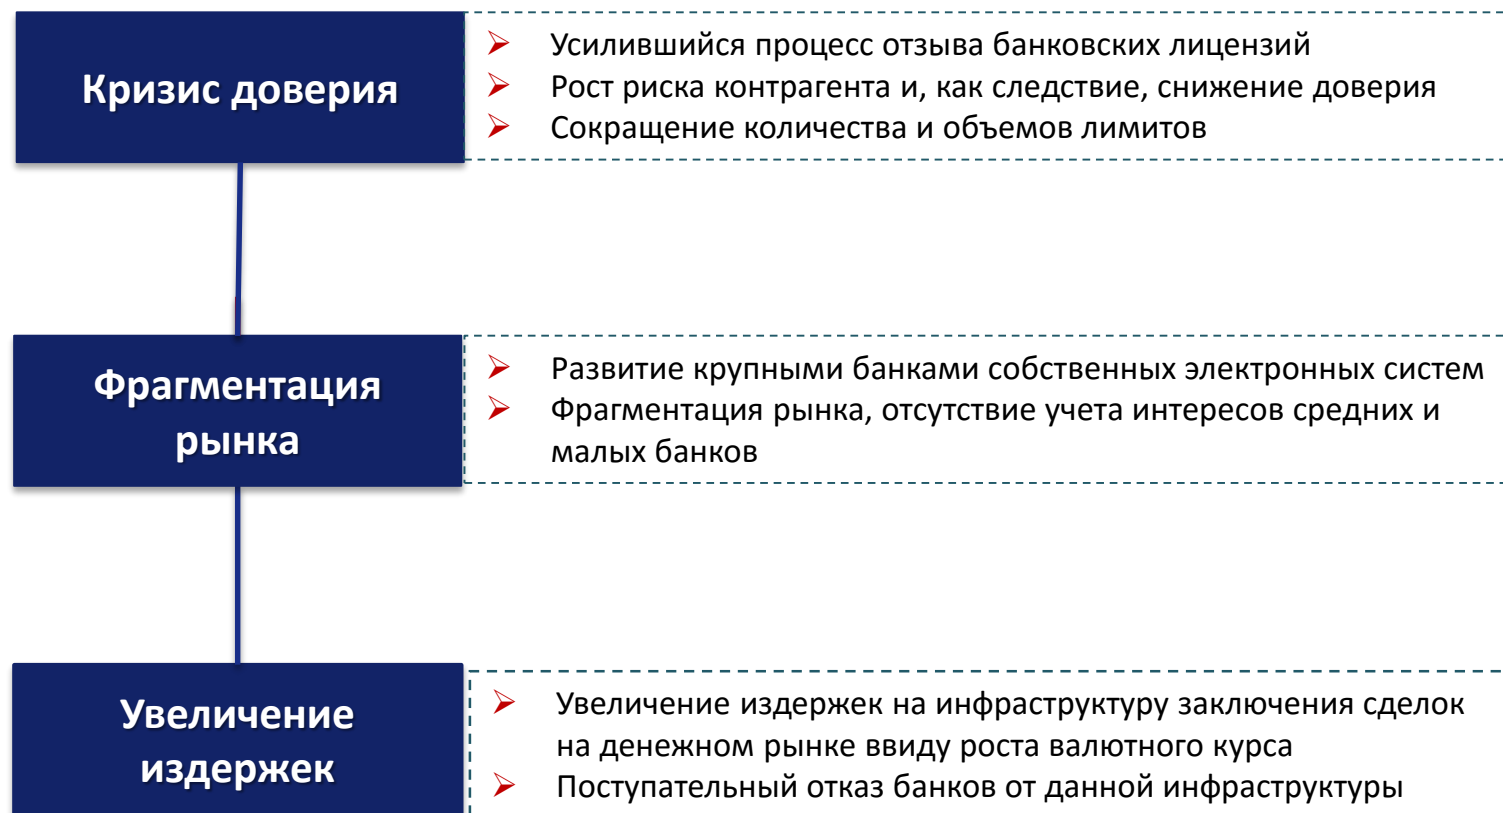 Кризис доверия
Усилившийся процесс отзыва банковских лицензий
Рост риска контрагента и, как следствие, снижение доверия
Сокращение количества и объемов лимитов
Фрагментация
рынка
Развитие крупными банками собственных электронных систем
Фрагментация рынка, отсутствие учета интересов средних и
малых банков
Увеличение
издержек
Увеличение издержек на инфраструктуру заключения сделок
на денежном рынке ввиду роста валютного курса
Поступательный отказ банков от данной инфраструктуры